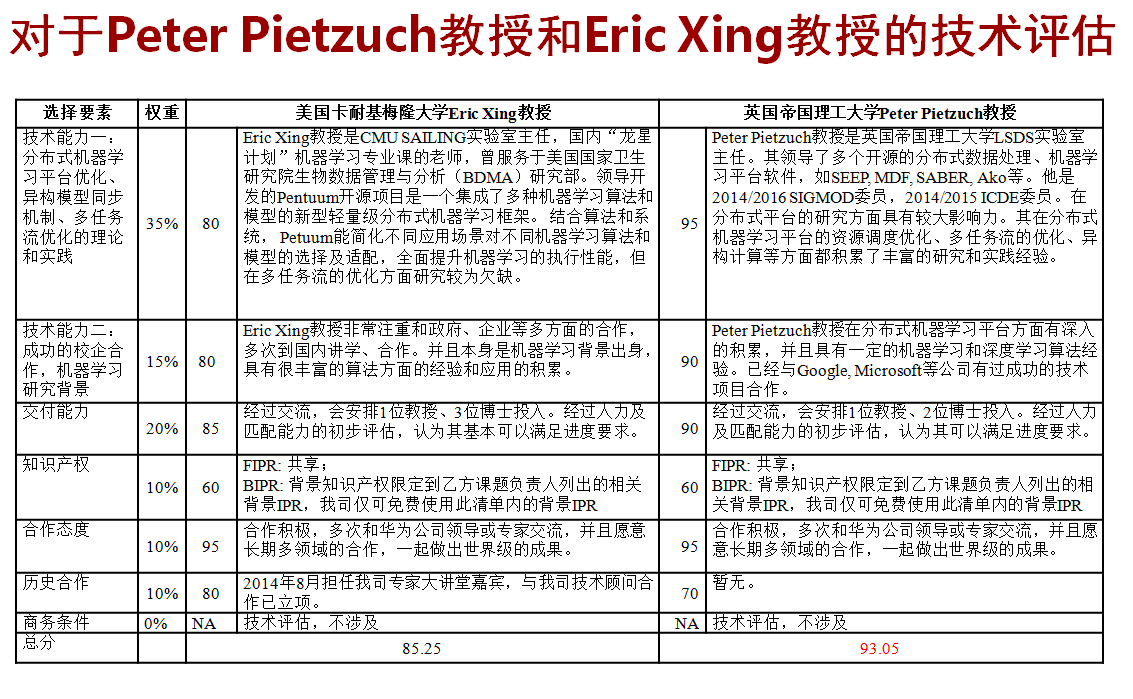 对于Peter Pietzuch教授和Eric Xing教授的技术评估
选择要素
权重
美国卡耐基梅隆大学Eric Xing教授
英国帝国理工大学Peter Pietzuch教授
技术能力一：
分布式机器学
习平台优化、
异构模型同步
机制、多任务
流优化的理论
和实践
35%
80
Eric Xing教授是CMU SAILING实验室主任，国内“龙星
计划”机器学习专业课的老师，曾服务于美国国家卫生
研究院生物数据管理与分析（BDMA）研究部。领导开
发的Pentuum开源项目是一个集成了多种机器学习算法和
模型的新型轻量级分布式机器学习框架。 结合算法和系
统， Petuum能简化不同应用场景对不同机器学习算法和
模型的选择及适配，全面提升机器学习的执行性能，但
在多任务流的优化方面研究较为欠缺。
95
Peter Pietzuch教授是英国帝国理工大学LSDS实验室
主任。其领导了多个开源的分布式数据处理、机器学
习平台软件，如SEEP, MDF, SABER, Ako等。他是
2014/2016 SIGMOD委员，2014/2015 ICDE委员。在
分布式平台的研究方面具有较大影响力。其在分布式
机器学习平台的资源调度优化、多任务流的优化、异
构计算等方面都积累了丰富的研究和实践经验。
技术能力二：
成功的校企合
作，机器学习
研究背景
15%
80
Eric Xing教授非常注重和政府、企业等多方面的合作，
多次到国内讲学、合作。并且本身是机器学习背景出身，
具有很丰富的算法方面的经验和应用的积累。
90
Peter Pietzuch教授在分布式机器学习平台方面有深入
的积累，并且具有一定的机器学习和深度学习算法经
验。已经与Google, Microsoft等公司有过成功的技术
项目合作。
交付能力
20%
85
经过交流，会安排1位教授、3位博士投入。经过人力及
匹配能力的初步评估，认为其基本可以满足进度要求。
90
经过交流，会安排1位教授、2位博士投入。经过人力
及匹配能力的初步评估，认为其可以满足进度要求。
知识产权
10%
60
FIPR: 共享；
BIPR: 背景知识产权限定到乙方课题负责人列出的相关
背景IPR，我司仅可免费使用此清单内的背景IPR
60
FIPR: 共享；
BIPR: 背景知识产权限定到乙方课题负责人列出的相
关背景IPR，我司仅可免费使用此清单内的背景IPR
合作态度
10%
95
合作积极，多次和华为公司领导或专家交流，并且愿意
长期多领域的合作，一起做出世界级的成果。
95
合作积极，多次和华为公司领导或专家交流，并且愿
意长期多领域的合作，一起做出世界级的成果。
历史合作
10%
80
2014年8月担任我司专家大讲堂嘉宾，与我司技术顾问合
作已立项。
70
暂无。
商务条件
0%
NA
技术评估，不涉及
NA
技术评估，不涉及
总分
85.25
93.05